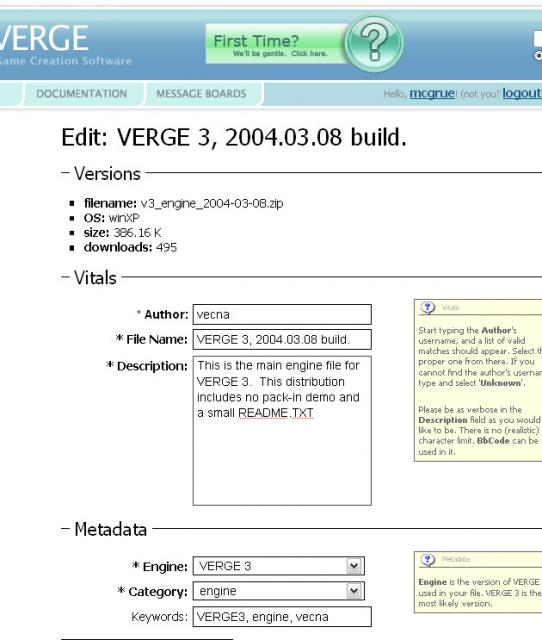 VERGE
Game Creation Software
First Time?
We'll be gentle. Click here.
?
DOCUMENTATION
MESSAGE BOARDS
Hello, mcgrue! (not you? logout
Edit: VERGE 3, 2004.03.08 build.
Versions
filename: v3_engine_2004-03-08.zip
OS: winXP
size: 386.16 K
downloads: 495
Vitals
* Author: vecna
* File Name: VERGE 3, 2004.03.08 build.
* Description: This is the main engine file for
VERGE 3. This distribution
includes no pack-in demo and
a small README.TXT
? Vitals
Start typing the Author's
username, and a list of valid
matches should appear. Select th
proper one from there. If you
cannot find the author's usernam
type and select 'Unknown'.
Please be as verbose in the
Description field as you would
like to be. There is no (realistic)
character limit. BbCode can be
used in it.
Metadata
* Engine: VERGE 3
* Category: engine
Keywords: VERGE3, engine, vecna
? Metadata
Engine is the version of VERGE
used in your file. VERGE 3 is the
most likely version.